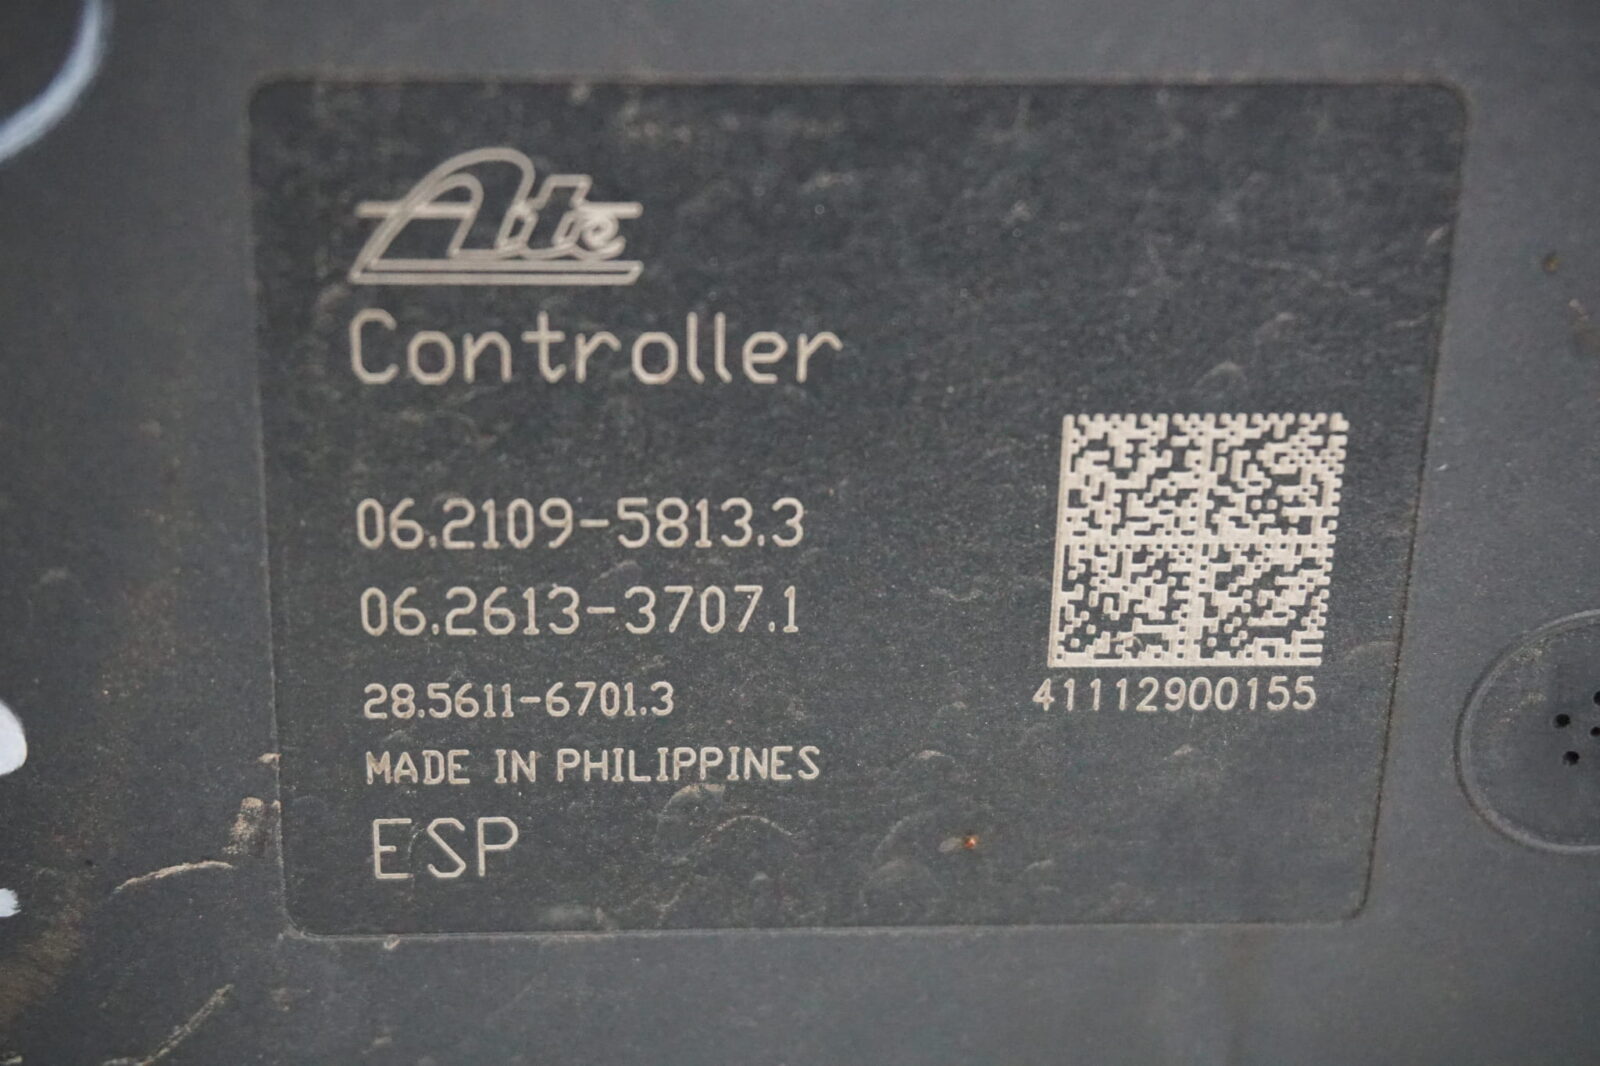 Ate
Controller
06.2109-5813.3
06.2613-3707.1
28.5611-6701.3
41112900155
MADE IN PHILIPPINES
ESP